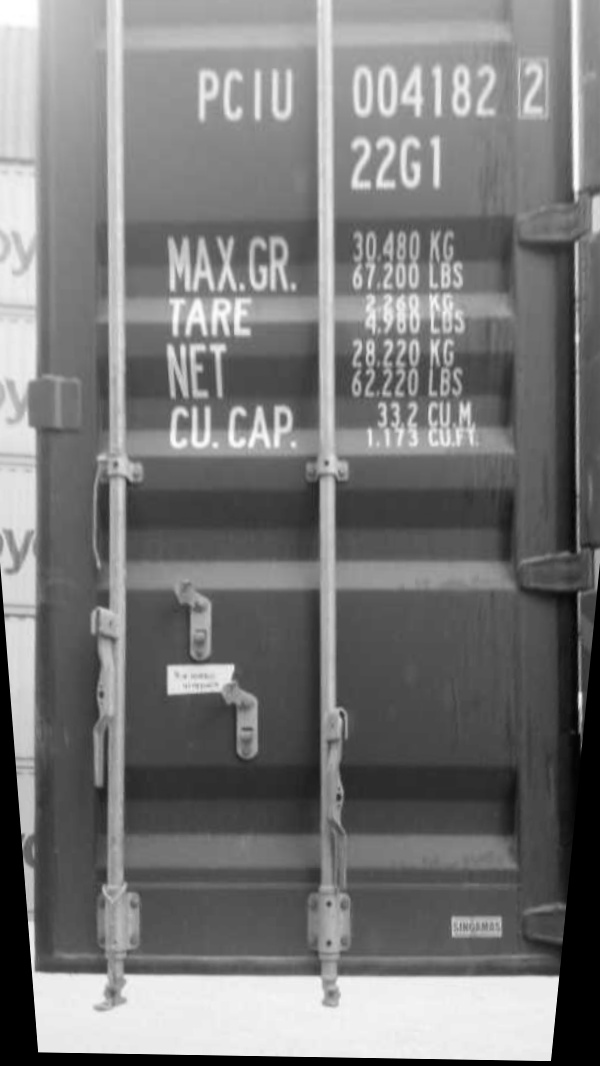 PCIU 004182 2
22G1
MAX.GR. 30.480 KG
67.200 LBS
TARE 2.260 KG
4.980 LBS
NET 28.220 KG
62.220 LBS
CU. CAP. 33,2 CU.M
1.173 CU.FT.
SINGAMAS